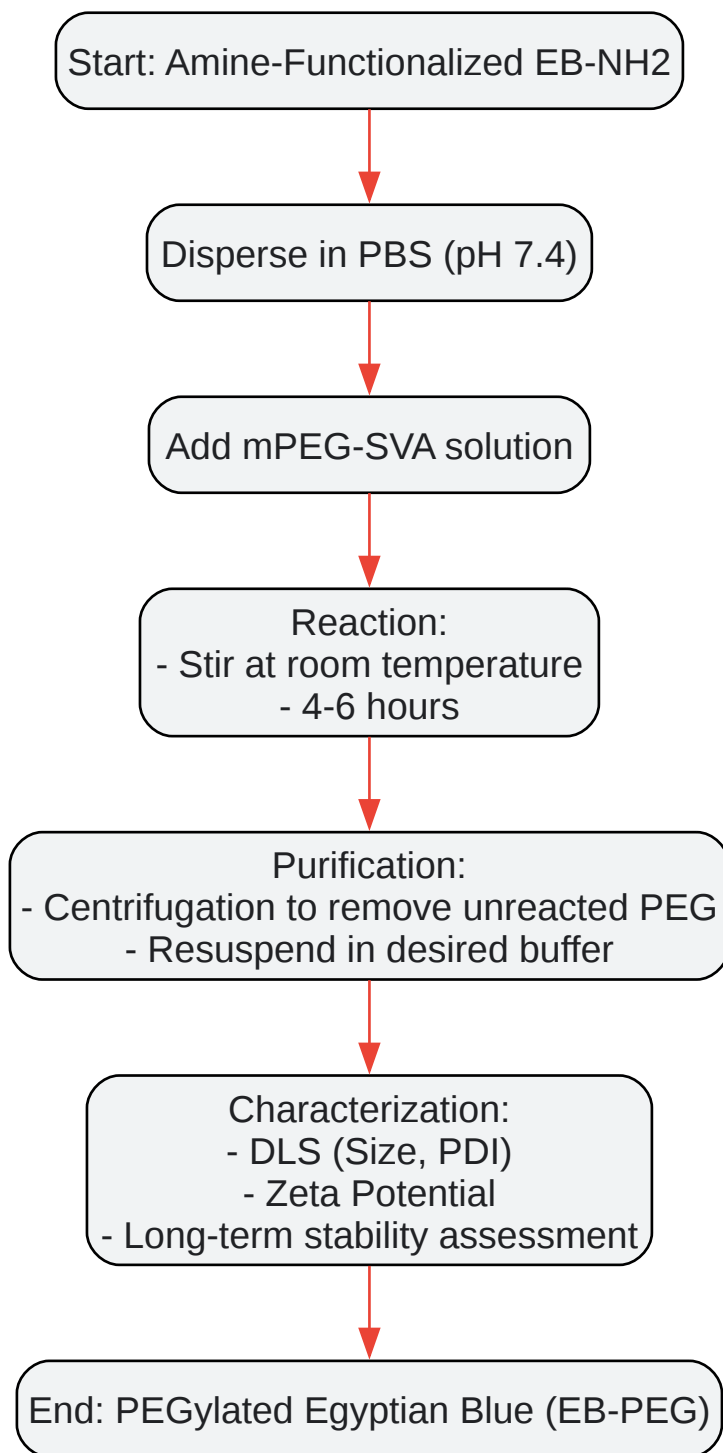 Start: Amine-Functionalized EB-NH2
Disperse in PBS (pH 7.4)
Add mPEG-SVA solution
Reaction:
- Stir at room temperature
- 4-6 hours
Purification:
- Centrifugation to remove unreacted PEG
- Resuspend in desired buffer
Characterization:
- DLS (Size, PDI)
- Zeta Potential
- Long-term stability assessment
End: PEGylated Egyptian Blue (EB-PEG)